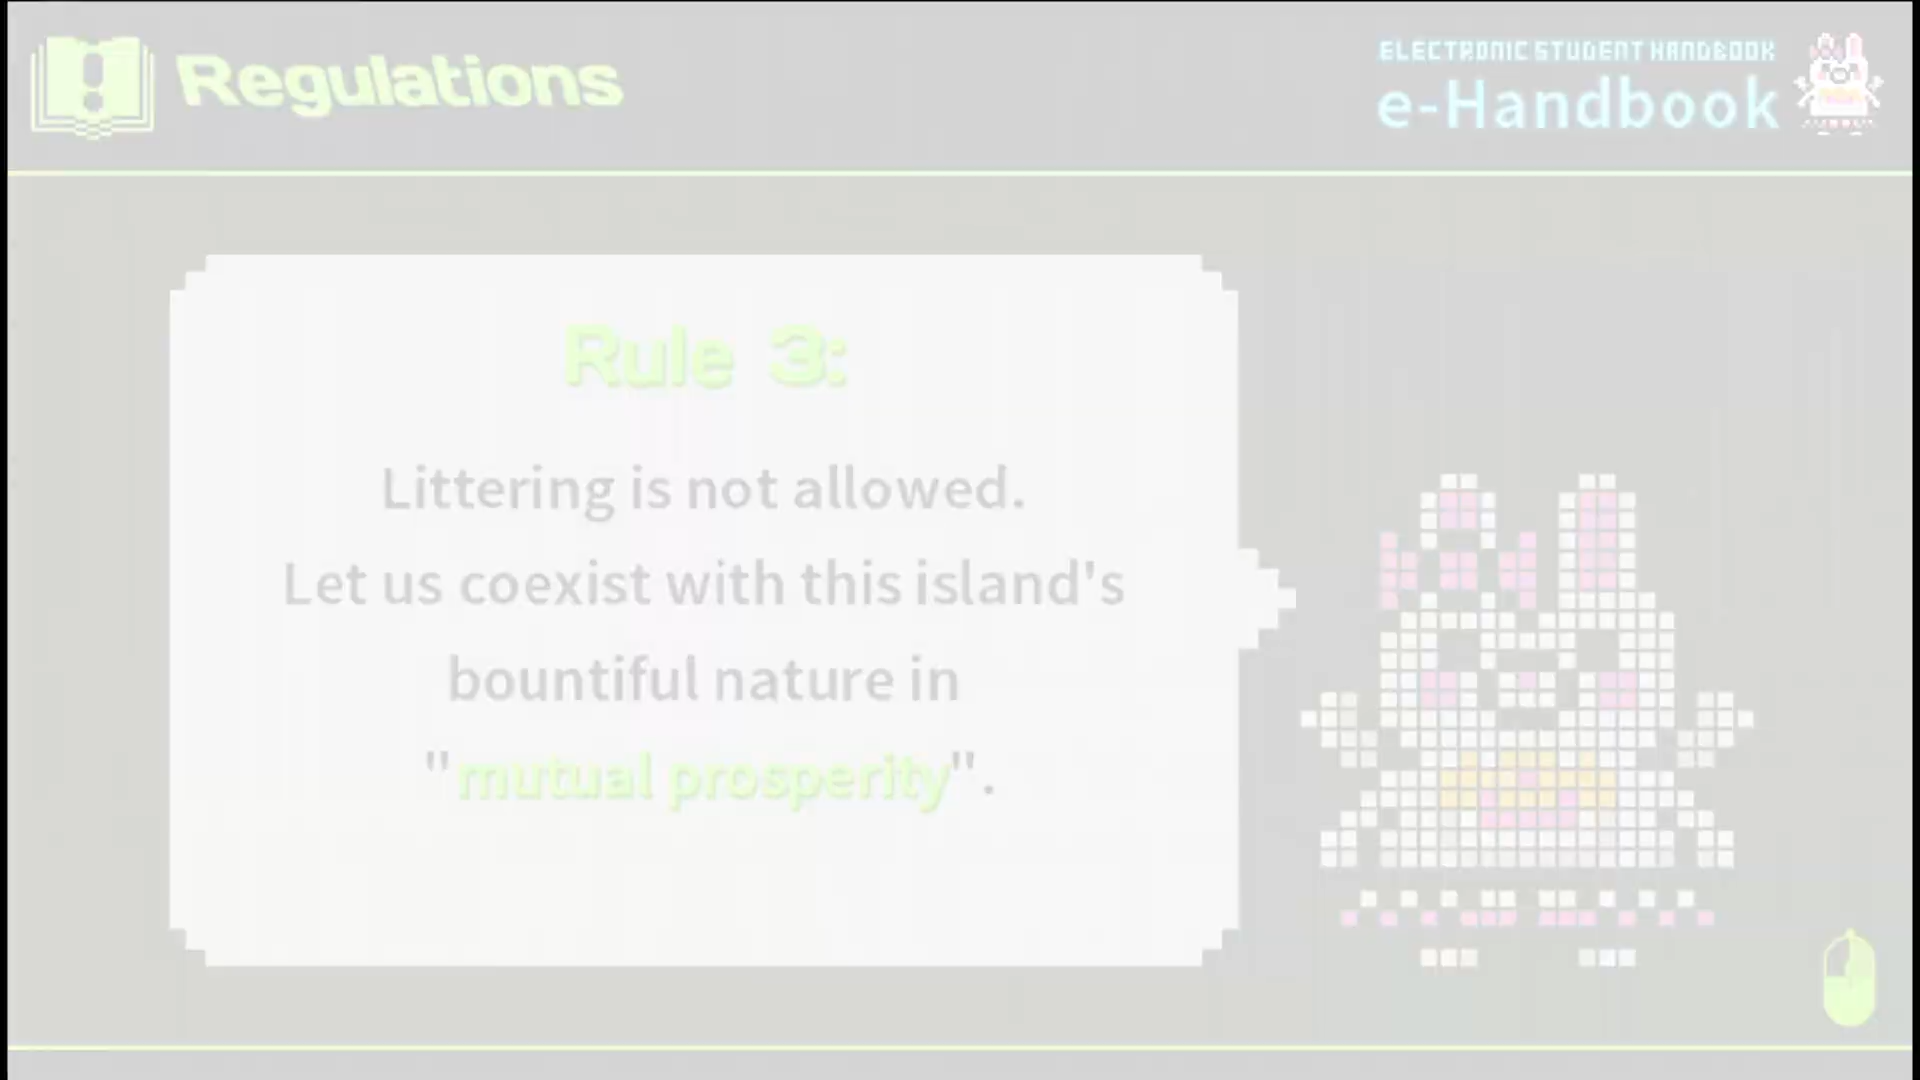 Regulations
ELECTRONIC STUDENT HANDBOOK
e-Handbook
Rule 3:
Littering is not allowed.
Let us coexist with this island's
bountiful nature in
"mutual prosperity".